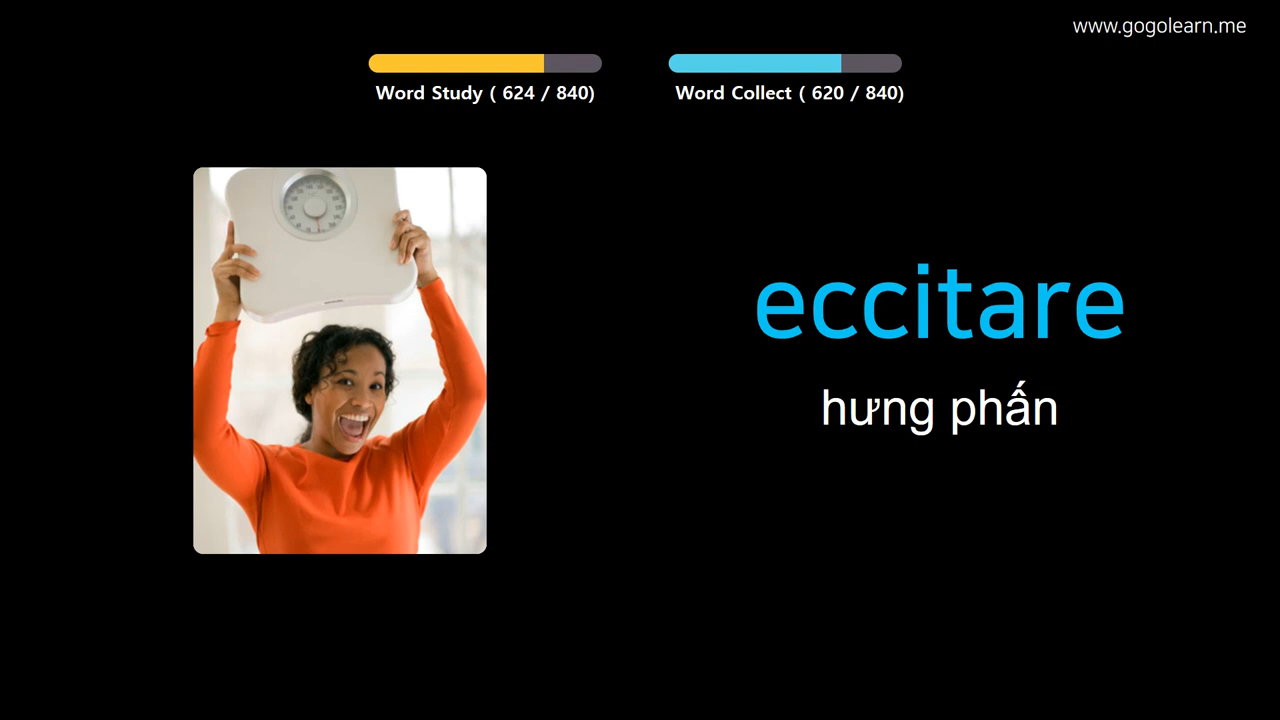 www.gogolearn.me
Word Study ( 624 / 840)
Word Collect ( 620 / 840)
eccitare
hưng phấn